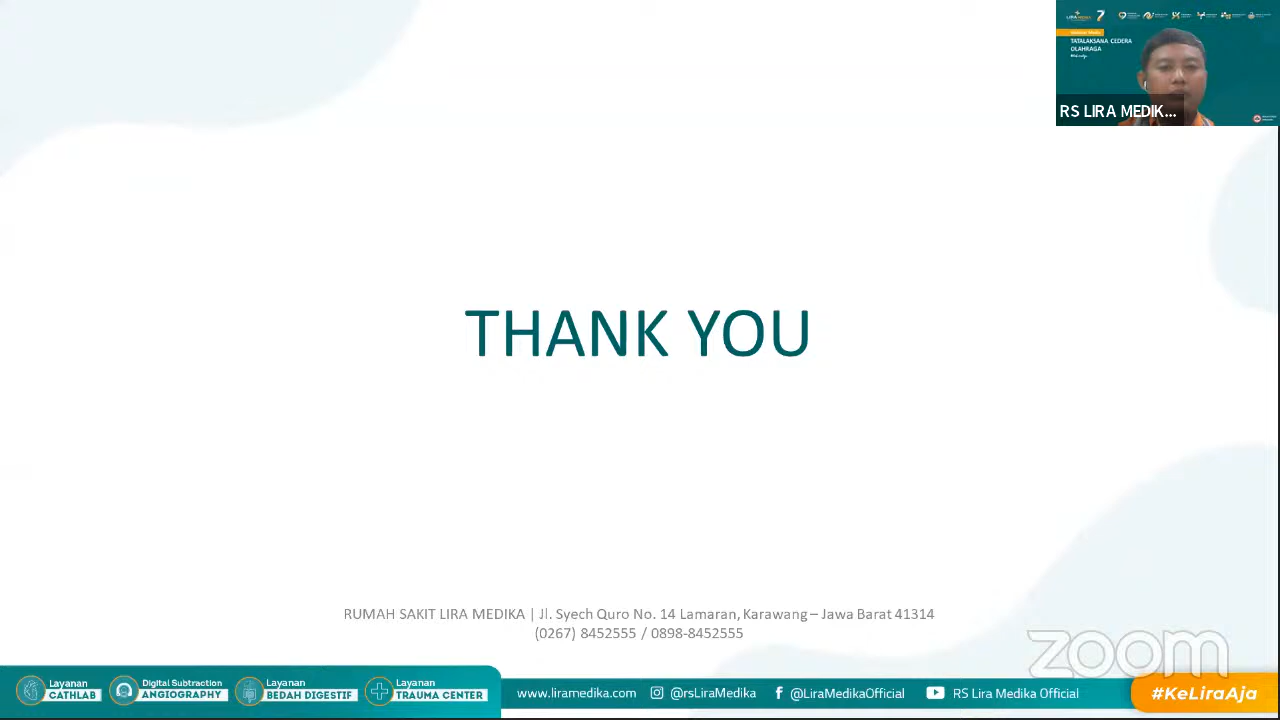 TATALAKSANA CEDERA
OLAHRAGA
RS LIRA MEDIK...
THANK YOU
RUMAH SAKIT LIRA MEDIKA | Jl. Syech Quro No. 14 Lamaran, Karawang – Jawa Barat 41314
(0267) 8452555 / 0898-8452555
zoom
Layanan
CATHLAB
Digital Subtraction
ANGIOGRAPHY
Layanan
BEDAH DIGESTIF
Layanan
TRAUMA CENTER
www.liramedika.com
@rsLiraMedika
@LiraMedikaOfficial
RS Lira Medika Official
#KeLiraAja